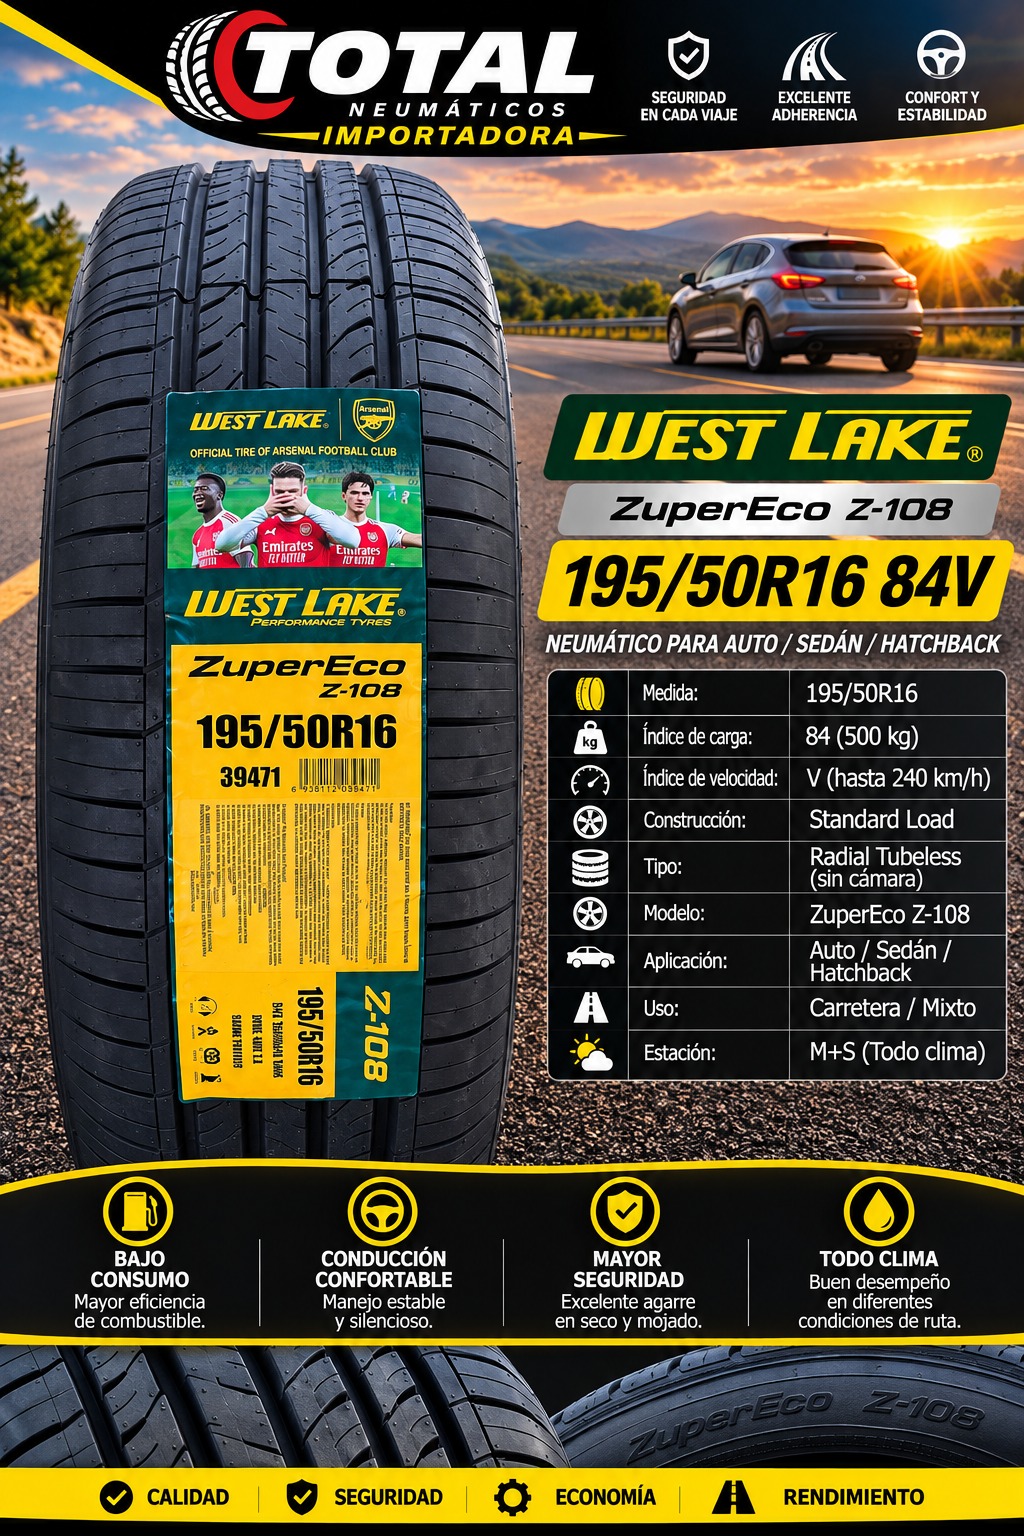 TOTAL
NEUMÁTICOS
IMPORTADORA
SEGURIDAD
EN CADA VIAJE
EXCELENTE
ADHERENCIA
CONFORT Y
ESTABILIDAD
WEST LAKE®
Arsenal
OFFICIAL TIRE OF ARSENAL FOOTBALL CLUB
Emirates
FLY BETTER
Emirates
FLY BETTER
WEST LAKE®
PERFORMANCE TYRES
ZuperEco
Z-108
195/50R16
39471
6 938112 039471
195/50R16
Z-108
WEST LAKE®
ZuperEco Z-108
195/50R16 84V
NEUMÁTICO PARA AUTO / SEDÁN / HATCHBACK
Medida: 195/50R16
Índice de carga: 84 (500 kg)
kg
Índice de velocidad: V (hasta 240 km/h)
Construcción: Standard Load
Tipo: Radial Tubeless
(sin cámara)
Modelo: ZuperEco Z-108
Aplicación: Auto / Sedán /
Hatchback
Uso: Carretera / Mixto
Estación: M+S (Todo clima)
BAJO
CONSUMO
Mayor eficiencia
de combustible.
CONDUCCIÓN
CONFORTABLE
Manejo estable
y silencioso.
MAYOR
SEGURIDAD
Excelente agarre
en seco y mojado.
TODO CLIMA
Buen desempeño
en diferentes
condiciones de ruta.
ZuperEco Z-108
CALIDAD
SEGURIDAD
ECONOMÍA
RENDIMIENTO